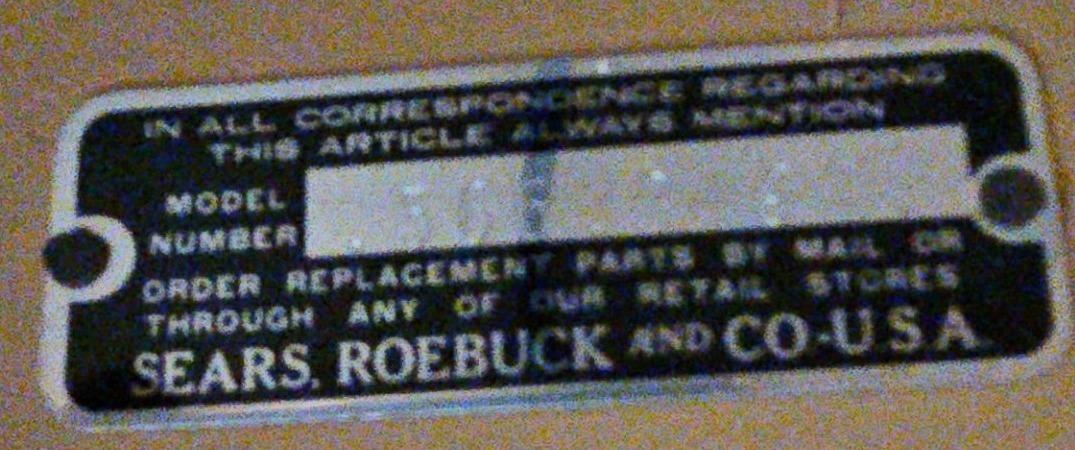 IN ALL CORRESPONDENCE REGARDING
THIS ARTICLE ALWAYS MENTION
MODEL
NUMBER
ORDER REPLACEMENT PARTS BY MAIL OR
THROUGH ANY OF OUR RETAIL STORES
SEARS, ROEBUCK AND CO-U.S.A.